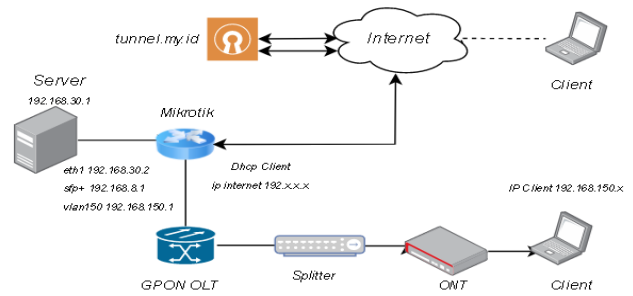 tunnel.my.id
Internet
Client
Server
192.168.30.1
Mikrotik
eth1 192.168.30.2
sfp+ 192.168.8.1
vlan150 192.168.150.1
Dhcp Client
ip internet 192.x.x.x
IP Client 192.168.150.x
GPON OLT
Splitter
ONT
Client